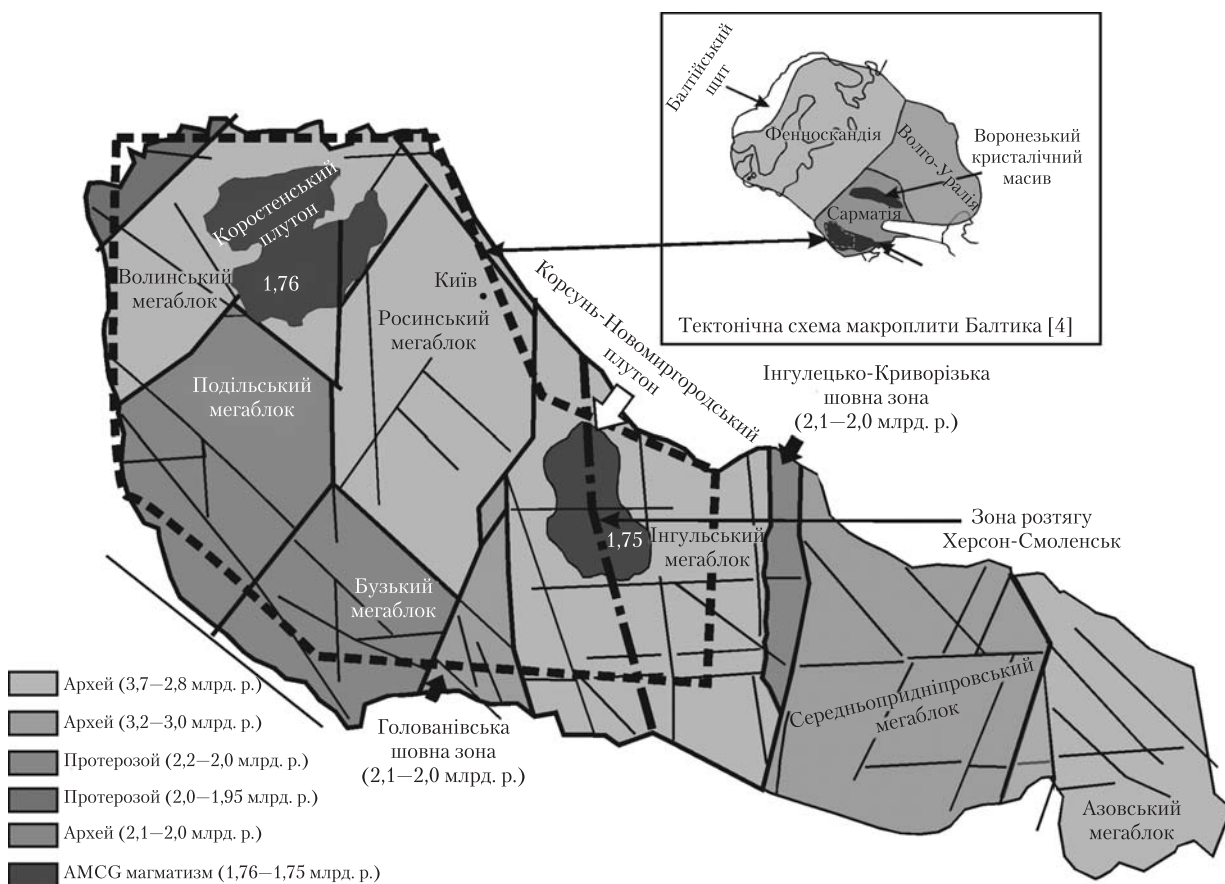 Балтійський
щит
Фенноскандія
Волго-Уралія
Воронезький
кристалічний
масив
Сарматія
Тектонічна схема макроплити Балтика [4]
Коростенський
плутон
1,76
Волинський
мегаблок
Київ
Росинський
мегаблок
Корсунь-Новомиргородський
плутон
Подільський
мегаблок
Інгулецько-Криворізька
шовна зона
(2,1—2,0 млрд. р.)
Зона розтягу
Херсон-Смоленськ
1,75
Інгульський
мегаблок
Бузький
мегаблок
Середньопридніпровський
мегаблок
Голованівська
шовна зона
(2,1—2,0 млрд. р.)
Азовський
мегаблок
Архей (3,7—2,8 млрд. р.)
Архей (3,2—3,0 млрд. р.)
Протерозой (2,2—2,0 млрд. р.)
Протерозой (2,0—1,95 млрд. р.)
Архей (2,1—2,0 млрд. р.)
AMCG магматизм (1,76—1,75 млрд. р.)